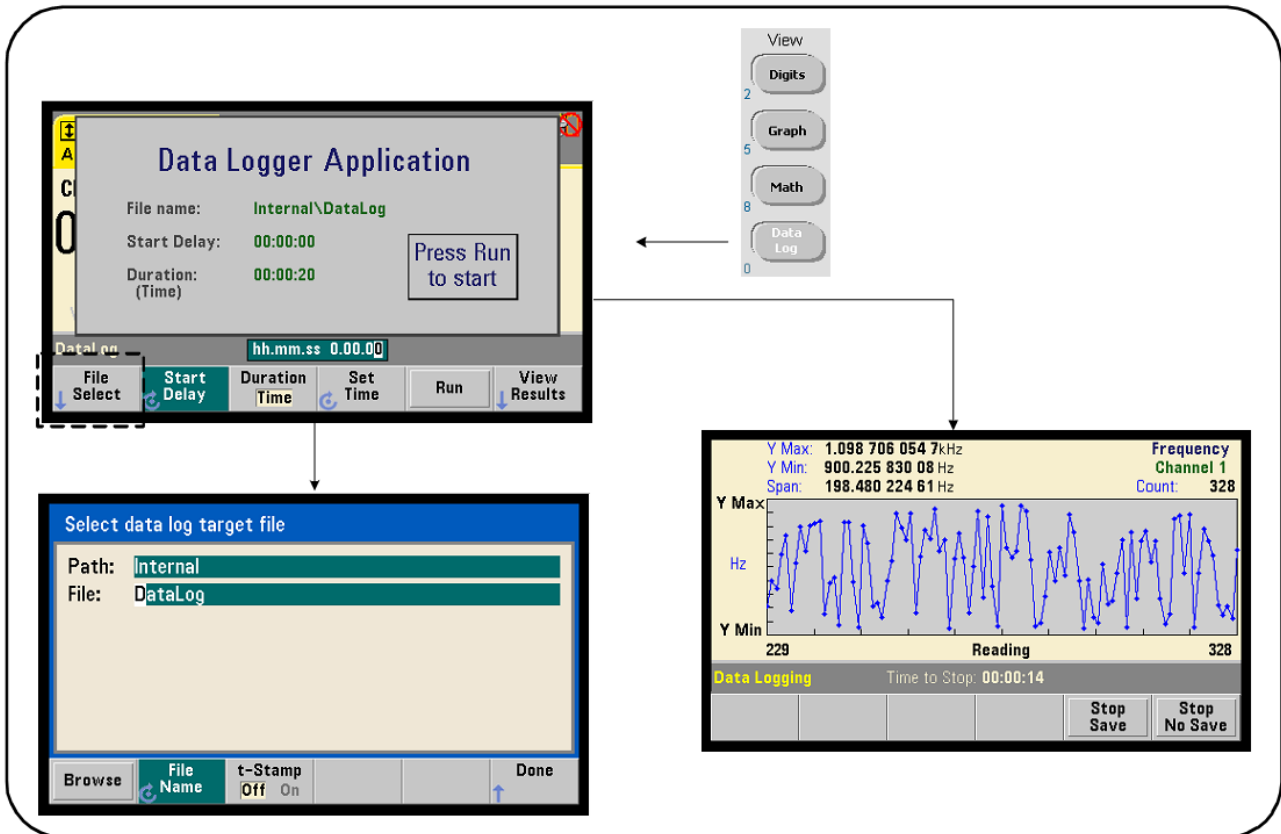 View
Digits
2
Graph
5
Math
8
Data
Log
0
A
Cl
0
Data Logger Application
File name: Internal\DataLog
Start Delay: 00:00:00
Duration: 00:00:20
(Time)
Press Run
to start
DataLog hh.mm.ss 0.00.00
File
Select
Start
Delay
Duration
Time
Set
Time
Run
View
Results
Select data log target file
Path: Internal
File: DataLog
Browse
File
Name
t-Stamp
Off On
Done
Y Max: 1.098 706 054 7kHz Frequency
Y Min: 900.225 830 08 Hz Channel 1
Span: 198.480 224 61 Hz Count: 328
Y Max
Hz
Y Min
229 Reading 328
Data Logging Time to Stop: 00:00:14
Stop
Save
Stop
No Save